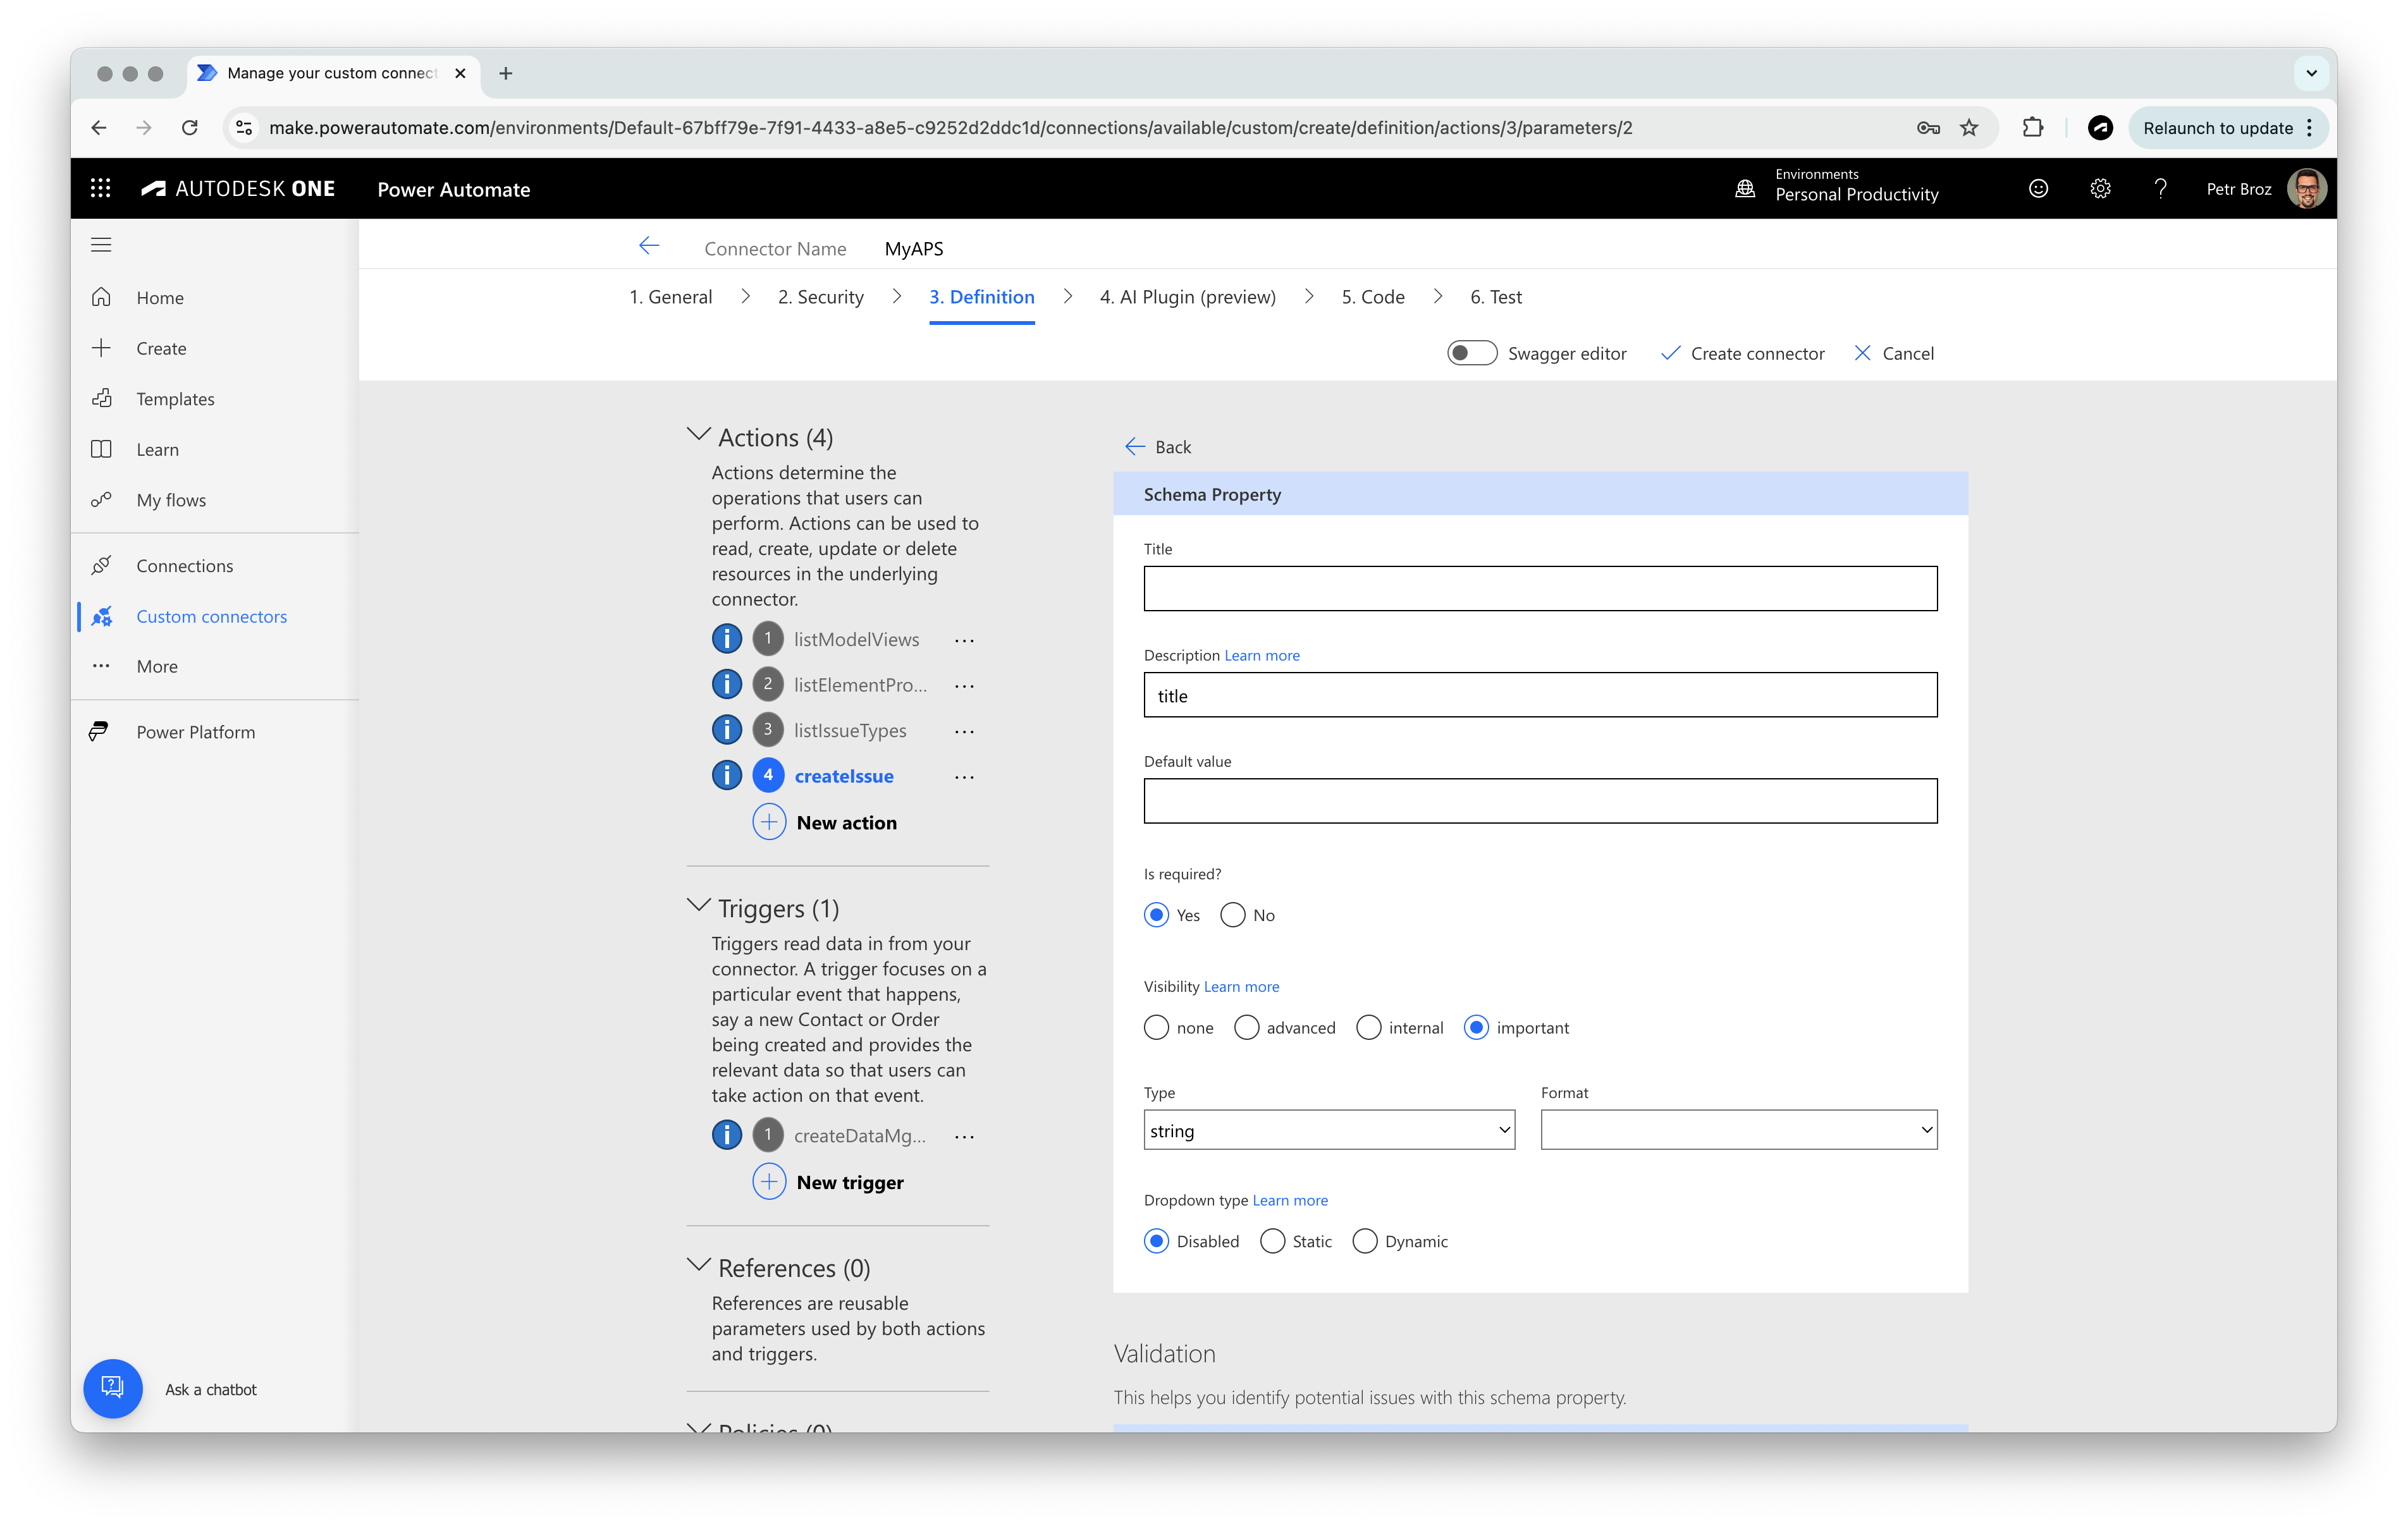 Manage your custom connect
make.powerautomate.com/environments/Default-67bff79e-7f91-4433-a8e5-c9252d2ddc1d/connections/available/custom/create/definition/actions/3/parameters/2
Relaunch to update
AUTODESK ONE
Power Automate
Environments
Personal Productivity
Petr Broz
Home
Create
Templates
Learn
My flows
Connections
Custom connectors
More
Power Platform
Ask a chatbot
Connector Name
MyAPS
1. General
2. Security
3. Definition
4. AI Plugin (preview)
5. Code
6. Test
Swagger editor
Create connector
Cancel
Actions (4)
Actions determine the
operations that users can
perform. Actions can be used to
read, create, update or delete
resources in the underlying
connector.
1 listModelViews ...
2 listElementPro... ...
3 listIssueTypes ...
4 createIssue ...
New action
Triggers (1)
Triggers read data in from your
connector. A trigger focuses on a
particular event that happens,
say a new Contact or Order
being created and provides the
relevant data so that users can
take action on that event.
1 createDataMg... ...
New trigger
References (0)
References are reusable
parameters used by both actions
and triggers.
Policies (0)
Back
Schema Property
Title
Description Learn more
title
Default value
Is required?
Yes No
Visibility Learn more
none advanced internal important
Type Format
string
Dropdown type Learn more
Disabled Static Dynamic
Validation
This helps you identify potential issues with this schema property.